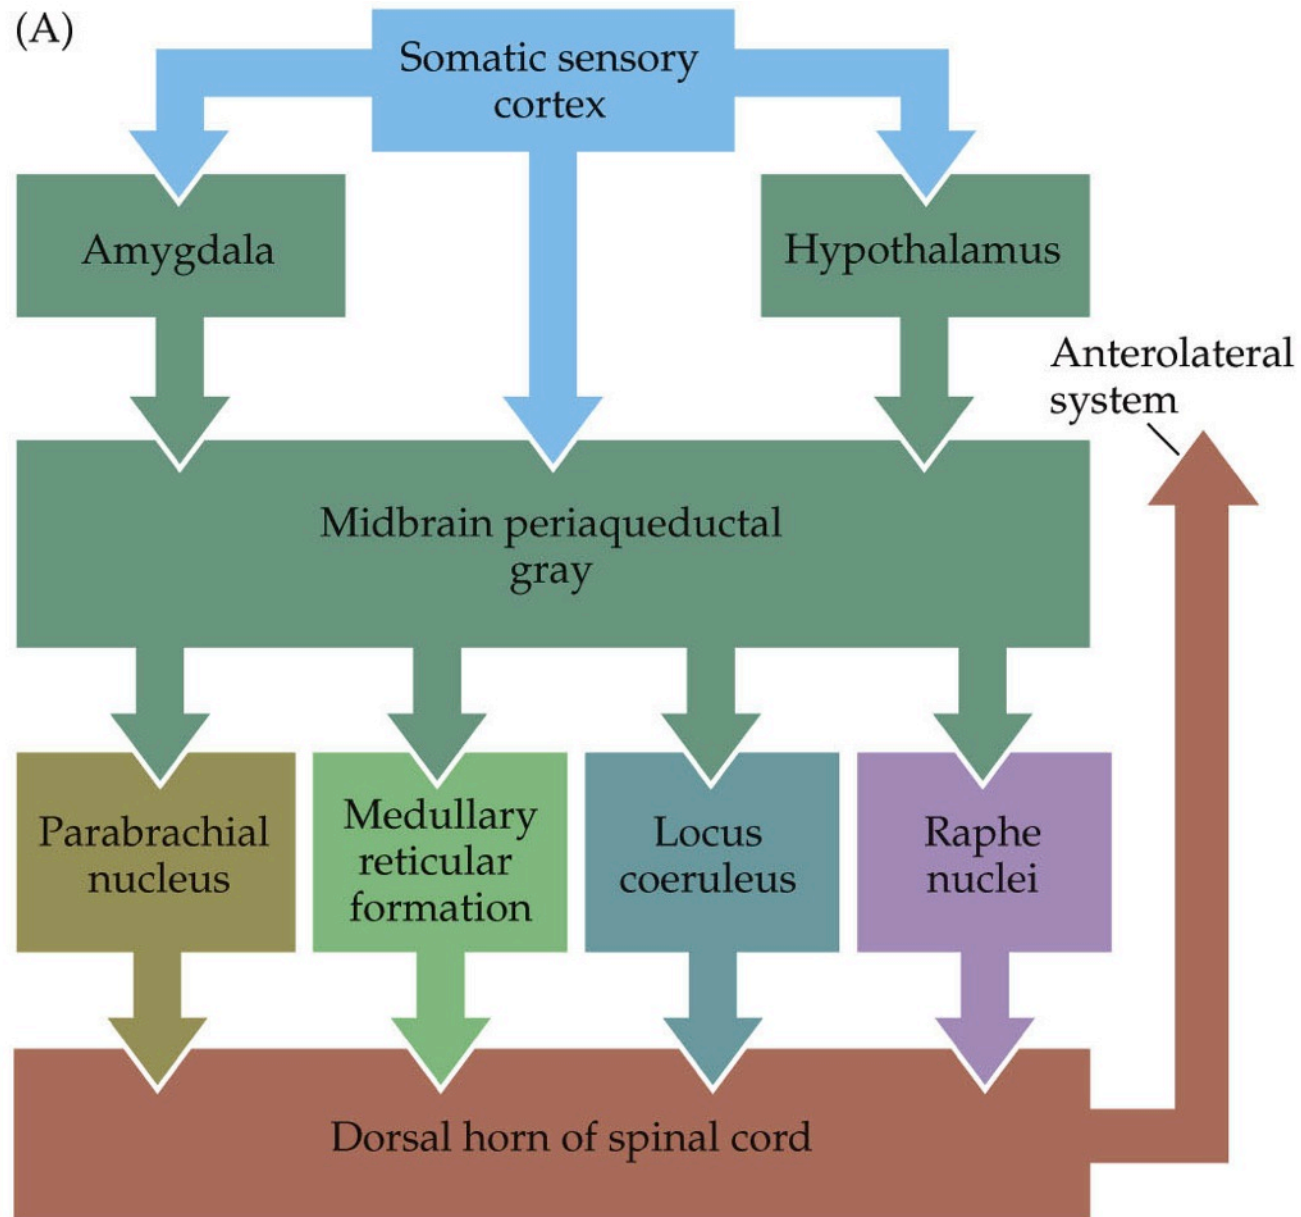 (A)
Somatic sensory
cortex
Amygdala
Hypothalamus
Anterolateral
system
Midbrain periaqueductal
gray
Parabrachial
nucleus
Medullary
reticular
formation
Locus
coeruleus
Raphe
nuclei
Dorsal horn of spinal cord